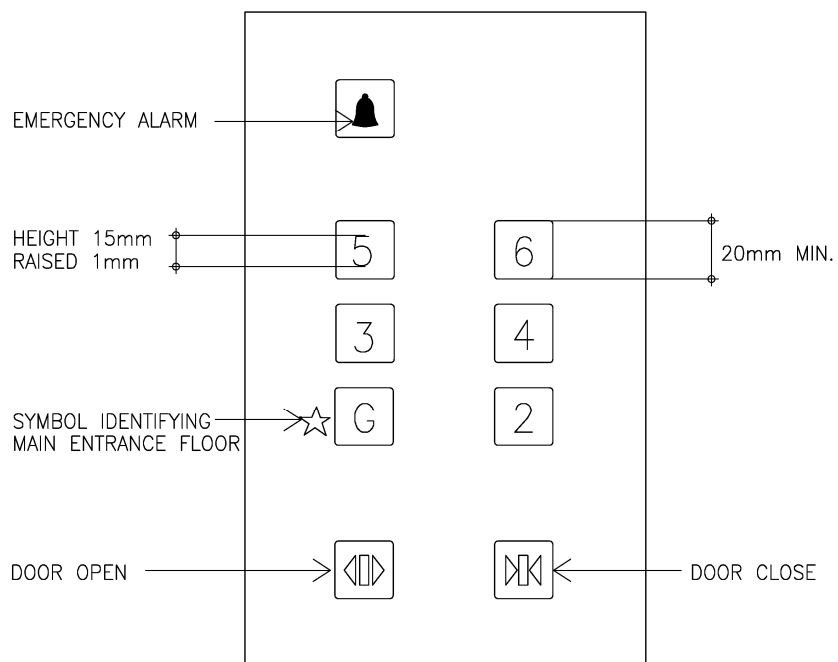 EMERGENCY ALARM
HEIGHT 15mm
RAISED 1mm
5
6
20mm MIN.
3
4
SYMBOL IDENTIFYING
MAIN ENTRANCE FLOOR
G
2
DOOR OPEN
DOOR CLOSE